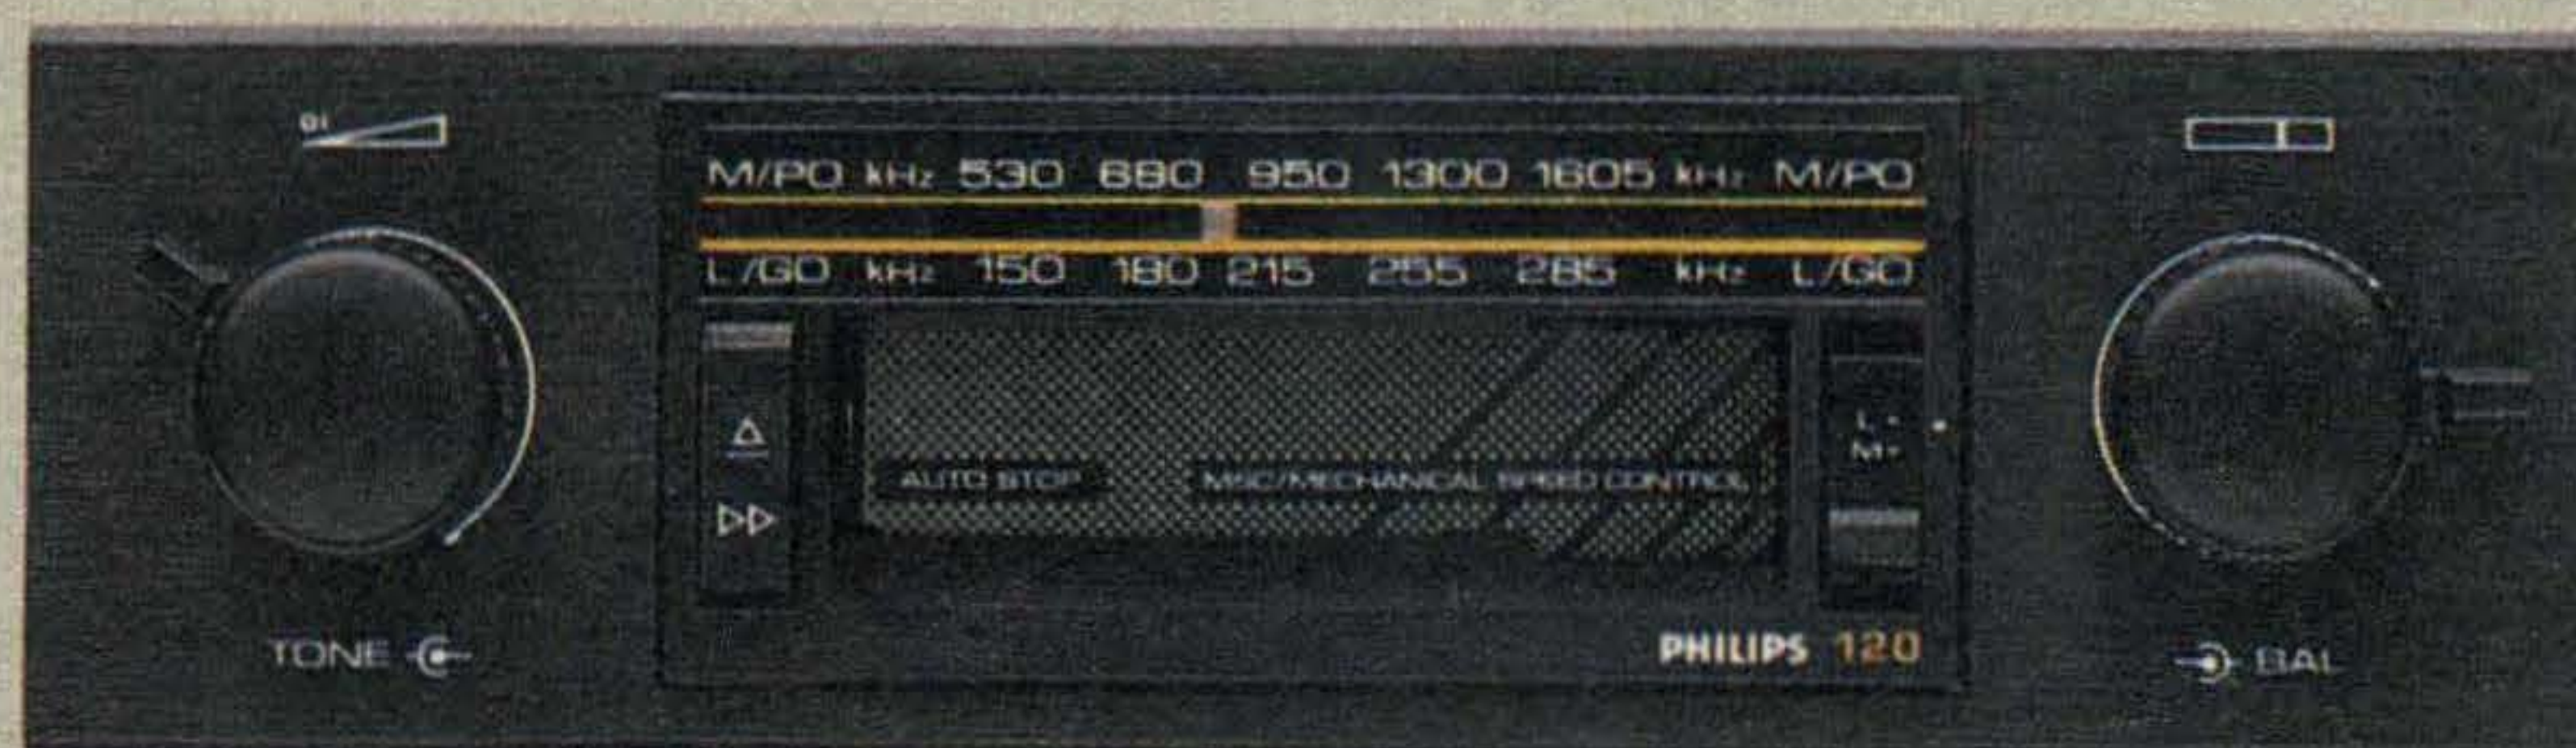 M/PO kHz 530 680 950 1300 1605 kHz M/PO
L/GO kHz 150 180 215 255 285 kHz L/GO
L
M
AUTO STOP MSC/MECHANICAL SPEED CONTROL
PHILIPS 120
TONE
BAL